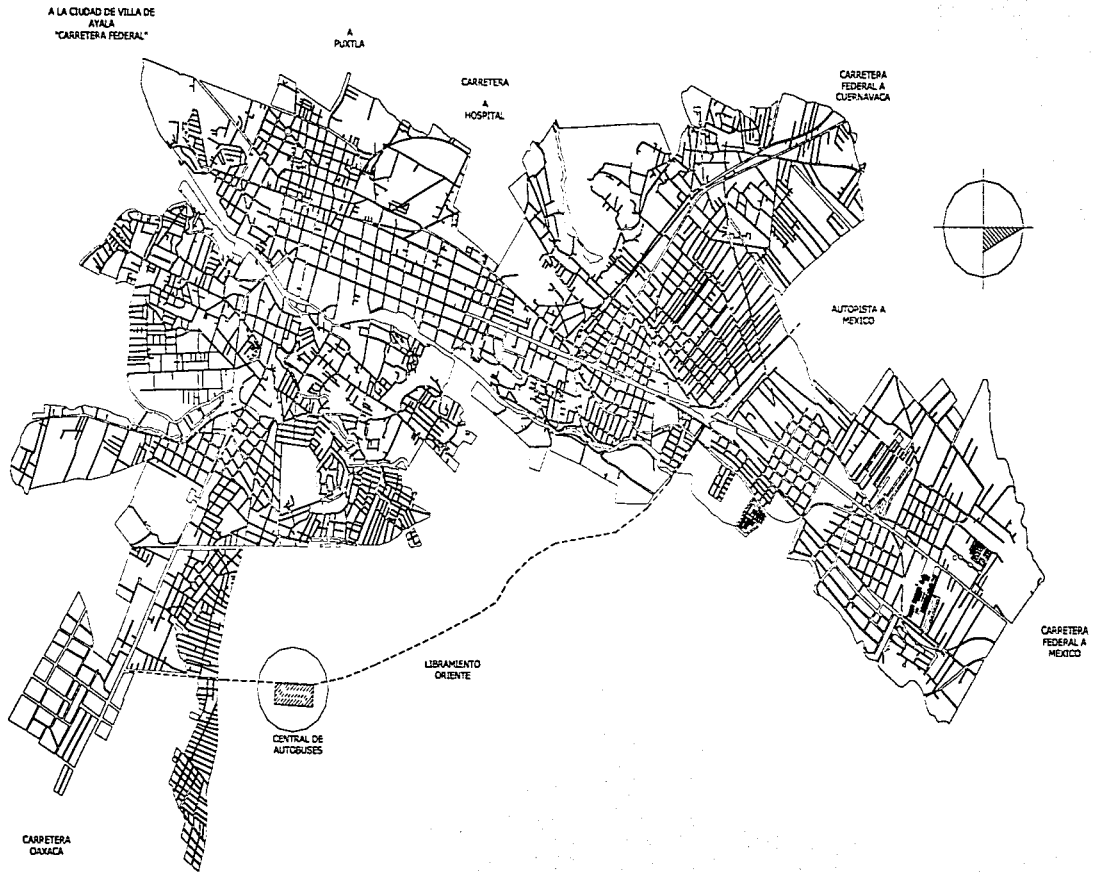 A LA CIUDAD DE VILLA DE
AYALA
"CARRETERA FEDERAL"
A
PUXTLA
CARRETERA
A
HOSPITAL
CARRETERA
FEDERAL A
CUERNAVACA
AUTOPISTA A
MEXICO
CARRETERA
FEDERAL A
MEXICO
LIBRAMIENTO
ORIENTE
CENTRAL DE
AUTOBUSES
CARRETERA
OAXACA